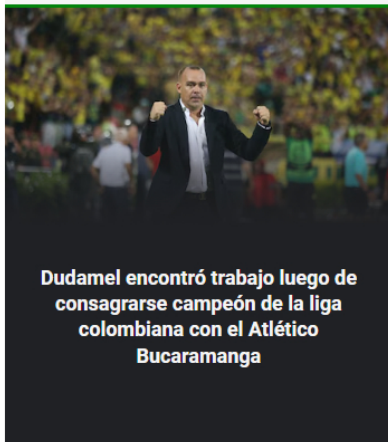 Dudamel encontró trabajo luego de
consagrarse campeón de la liga
colombiana con el Atlético
Bucaramanga